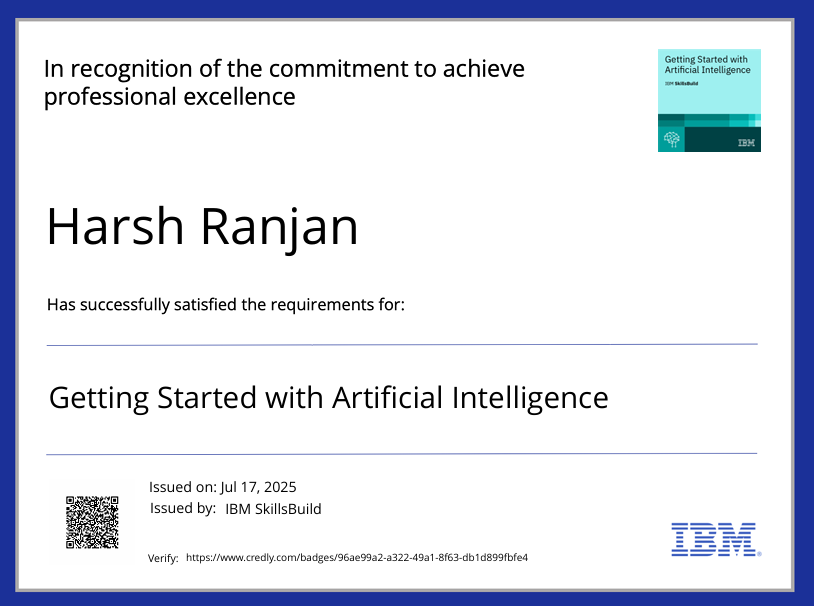 In recognition of the commitment to achieve
professional excellence
Getting Started with
Artificial Intelligence
IBM SkillsBuild
IBM
Harsh Ranjan
Has successfully satisfied the requirements for:
Getting Started with Artificial Intelligence
Issued on: Jul 17, 2025
Issued by: IBM SkillsBuild
Verify: https://www.credly.com/badges/96ae99a2-a322-49a1-8f63-db1d899fbfe4
IBM®